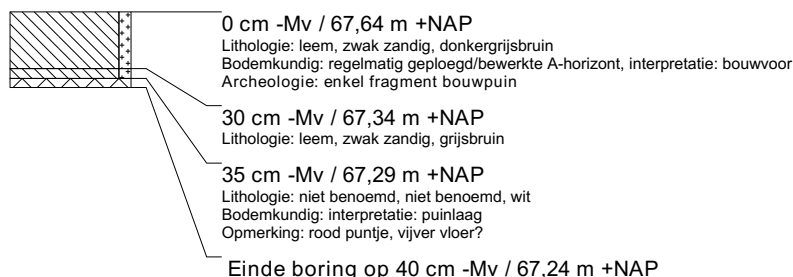 0 cm -Mv / 67,64 m +NAP
Lithologie: leem, zwak zandig, donkergrijsbruin
Bodemkundig: regelmatig geploegd/bewerkte A-horizont, interpretatie: bouwvoor
Archeologie: enkel fragment bouwpuin
30 cm -Mv / 67,34 m +NAP
Lithologie: leem, zwak zandig, grijsbruin
35 cm -Mv / 67,29 m +NAP
Lithologie: niet benoemd, niet benoemd, wit
Bodemkundig: interpretatie: puinlaag
Opmerking: rood puntje, vijver vloer?
Einde boring op 40 cm -Mv / 67,24 m +NAP